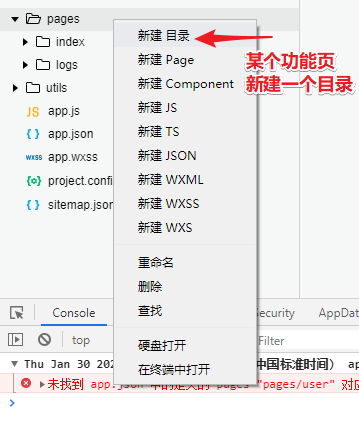 pages
index
logs
utils
app.js
app.json
app.wxss
project.confi
sitemap.json
新建 目录
新建 Page
新建 Component
新建 JS
新建 TS
新建 JSON
新建 WXML
新建 WXSS
新建 WXS
重命名
删除
查找
硬盘打开
在终端中打开
某个功能页
新建一个目录
Console
ecurity
AppData
top
Thu Jan 30 202
中国标准时间） ap
未找到 app.json 中的定义的 pages "pages/user" 对应